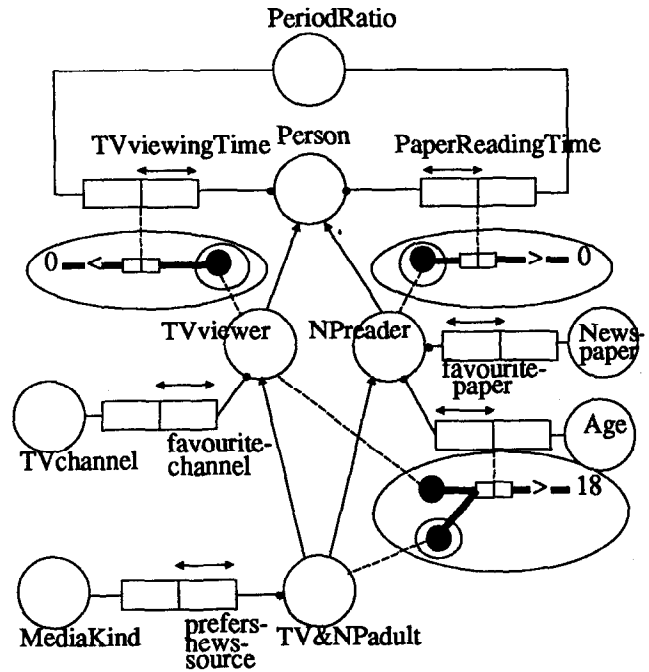 PeriodRatio
Person
TVviewingTime
PaperReadingTime
0 <
> 0
TVviewer
NPreader
News-
paper
favourite-
paper
Age
TVchannel
favourite-
channel
> 18
MediaKind
prefers-
news-
source
TV&NPadult